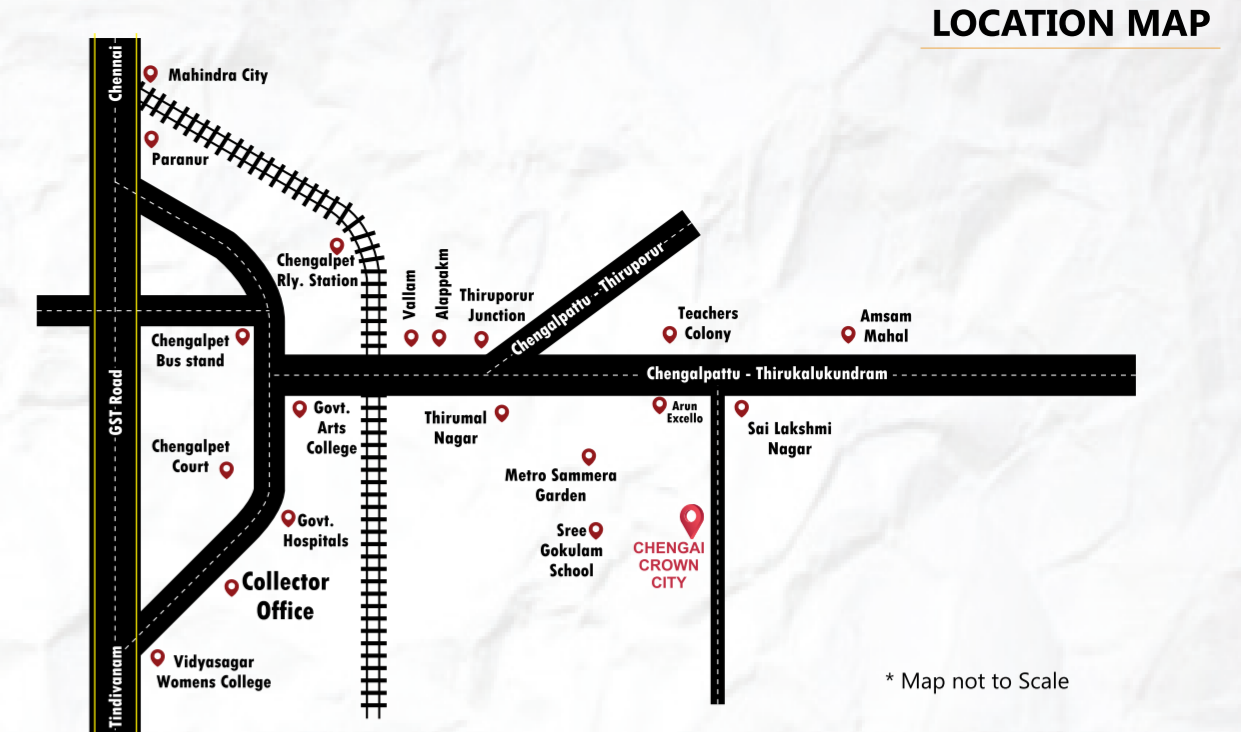 LOCATION MAP
Chennai
Mahindra City
Paranur
Chengalpet
Rly. Station
Vallam
Alappakm
Thiruporur
Junction
Chengalpattu - Thiruporur
Teachers
Colony
Amsam
Mahal
Chengalpet
Bus stand
GST Road
Chengalpattu - Thirukalukundram
Govt.
Arts
College
Thirumal
Nagar
Arun
Excello
Sai Lakshmi
Nagar
Chengalpet
Court
Metro Sammera
Garden
Govt.
Hospitals
Sree
Gokulam
School
CHENGAI
CROWN
CITY
Collector
Office
Vidyasagar
Womens College
Tindivanam
* Map not to Scale